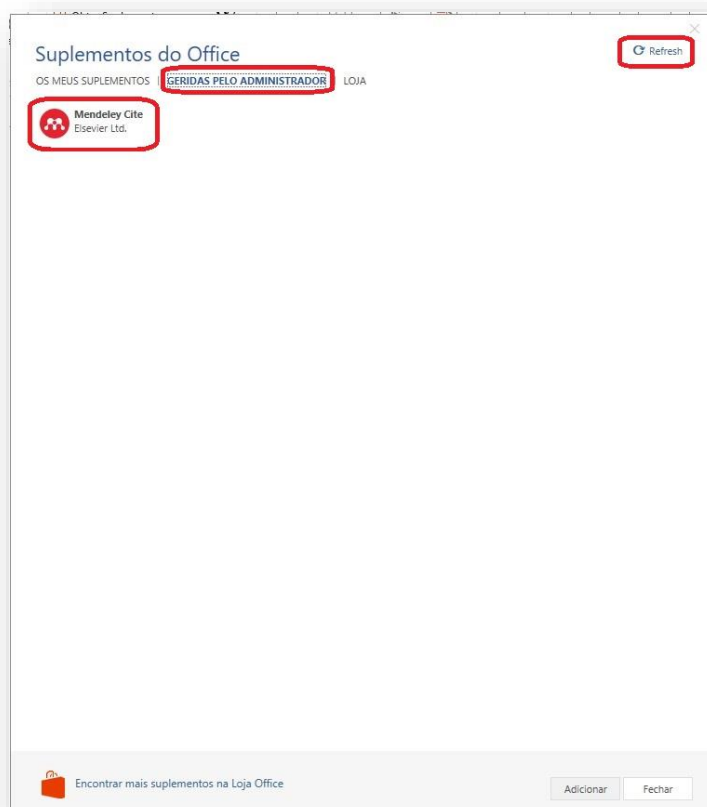 Suplementos do Office
Refresh
OS MEUS SUPLEMENTOS | GERIDAS PELO ADMINISTRADOR LOJA
Mendeley Cite
Elsevier Ltd.
Encontrar mais suplementos na Loja Office
Adicionar Fechar